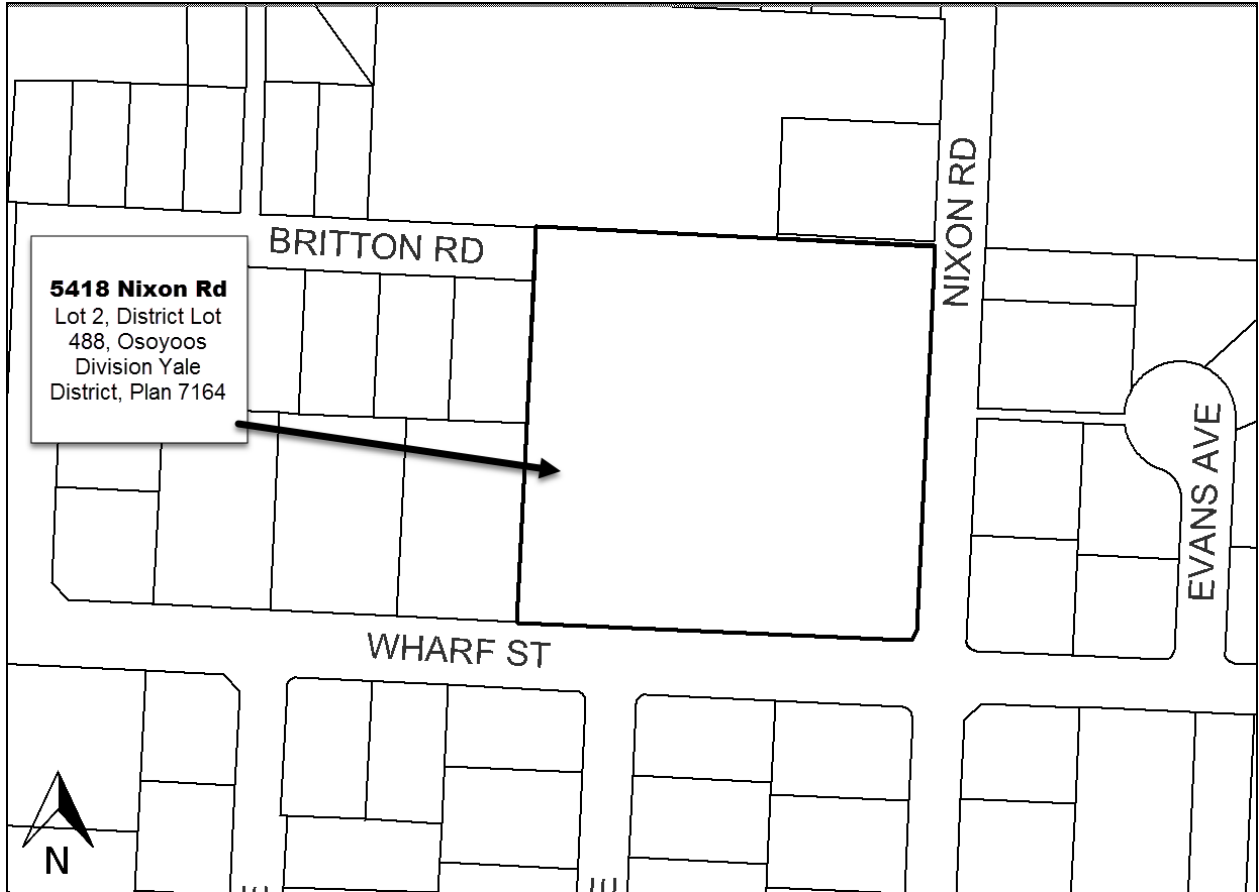 BRITTON RD
NIXON RD
5418 Nixon Rd
Lot 2, District Lot
488, Osoyoos
Division Yale
District, Plan 7164
EVANS AVE
WHARF ST
N